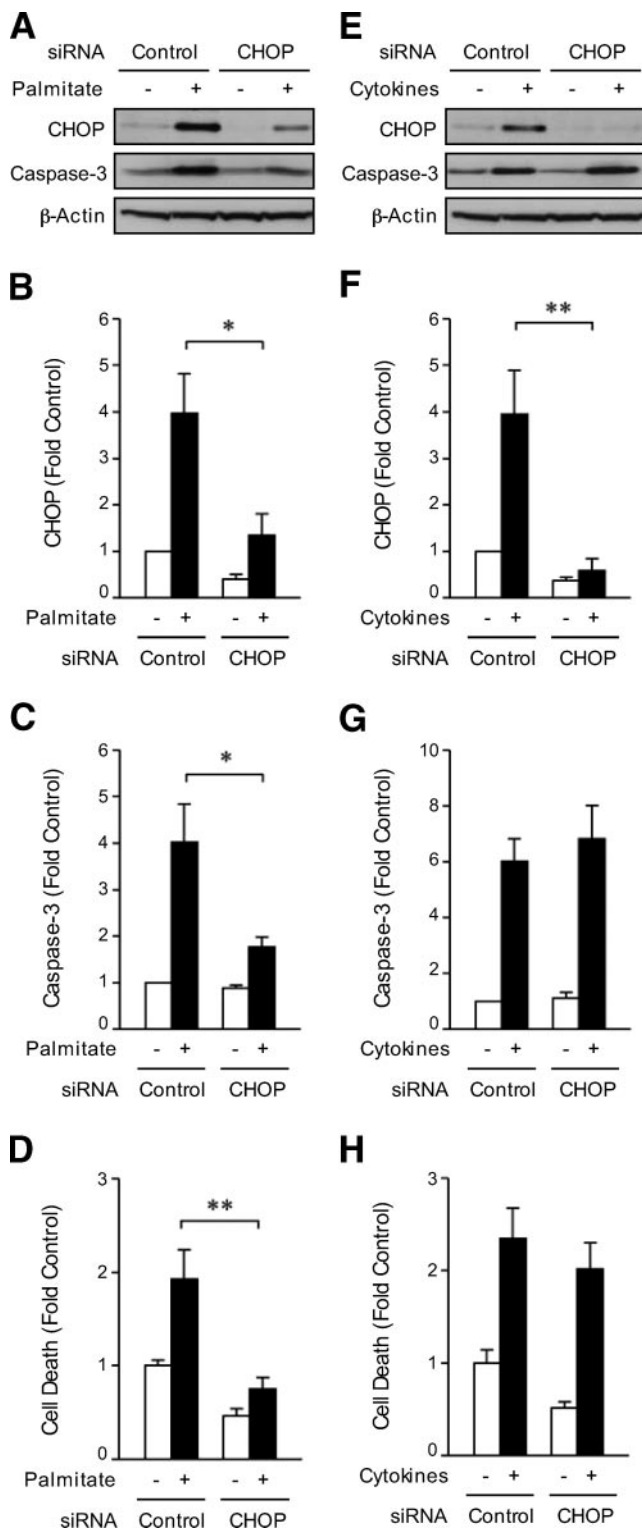 A
siRNA Control CHOP
Palmitate - + - +
CHOP
Caspase-3
β-Actin
E
siRNA Control CHOP
Cytokines - + - +
CHOP
Caspase-3
β-Actin
B
CHOP (Fold Control)
6
5
4
3
2
1
0
*
Palmitate - + - +
siRNA Control CHOP
F
CHOP (Fold Control)
6
5
4
3
2
1
0
**
Cytokines - + - +
siRNA Control CHOP
C
Caspase-3 (Fold Control)
6
5
4
3
2
1
0
*
Palmitate - + - +
siRNA Control CHOP
G
Caspase-3 (Fold Control)
10
8
6
4
2
1
0
Cytokines - + - +
siRNA Control CHOP
D
Cell Death (Fold Control)
3
2
1
0
**
Palmitate - + - +
siRNA Control CHOP
H
Cell Death (Fold Control)
3
2
1
0
Cytokines - + - +
siRNA Control CHOP